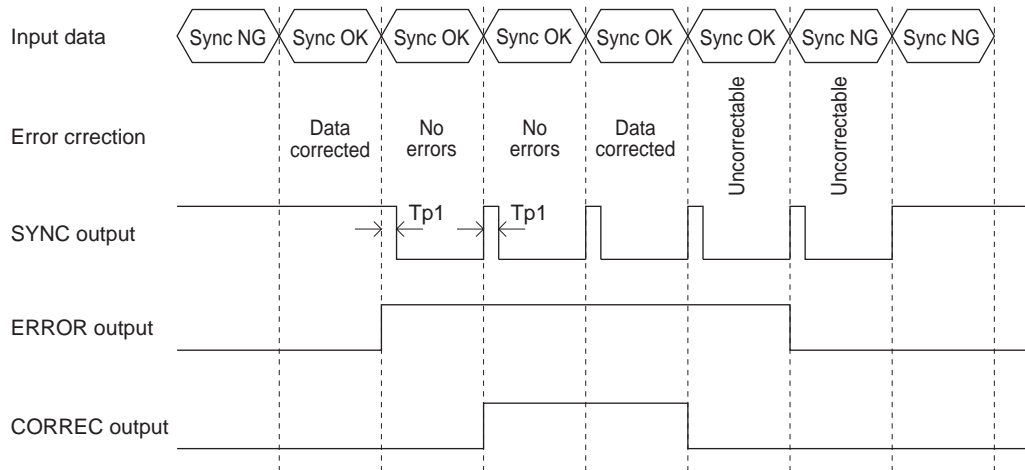 Input data
Sync NG Sync OK Sync OK Sync OK Sync OK Sync OK Sync NG Sync NG
Error crrection
Data
corrected
No
errors
No
errors
Data
corrected
Uncorrectable
Uncorrectable
SYNC output
Tp1
Tp1
ERROR output
CORREC output